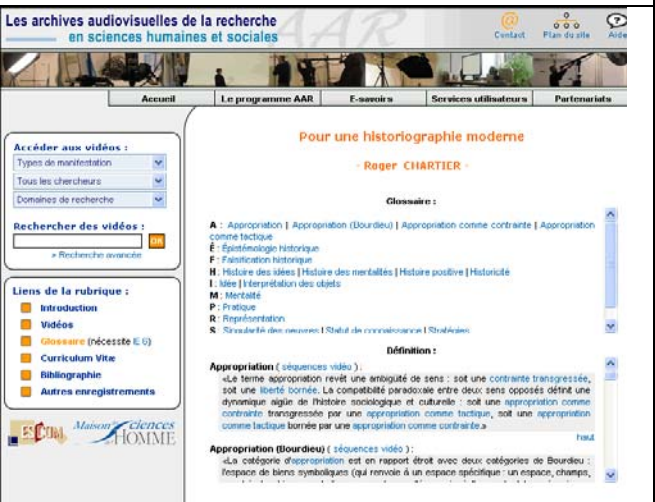 Les archives audiovisuelles de la recherche
en sciences humaines et sociales
AAR
Contact
Plan du site
Aide
Accueil
Le programme AAR
E-savoirs
Services utilisateurs
Partenariats
Accéder aux vidéos :
Types de manifestation
Tous les chercheurs
Domaines de recherche
Rechercher des vidéos :
OK
» Recherche avancée
Liens de la rubrique :
Introduction
Vidéos
Glossaire (nécessite IE 6)
Curriculum Vitæ
Bibliographie
Autres enregistrements
ESCOM
Maison Sciences
HOMME
Pour une historiographie moderne
- Roger CHARTIER -
Glossaire :
A : Appropriation | Appropriation (Bourdieu) | Appropriation comme contrainte | Appropriation
comme tactique
É : Épistémologie historique
F : Falsification historique
H : Histoire des idées | Histoire des mentalités | Histoire positive | Historicité
I : Idée | Interprétation des objets
M : Mentalité
P : Pratique
R : Représentation
S : Singularité des oeuvres | Statut de connaissance | Stratégies
Définition :
Appropriation ( séquences vidéo ) :
«Le terme appropriation revêt une ambigüité de sens : soit une contrainte transgressée,
soit une liberté bornée. La compatibilité paradoxale entre deux sens opposés définit une
dynamique aigüe de l'histoire sociologique et culturelle : soit une appropriation comme
contrainte transgressée par une appropriation comme tactique, soit une appropriation
comme tactique bornée par une appropriation comme contrainte.»
haut
Appropriation (Bourdieu) ( séquences vidéo ) :
«La catégorie d'appropriation est en rapport étroit avec deux catégories de Bourdieu :
l'espace de biens symboliques (qui renvoie à un espace spécifique : un espace, champs,